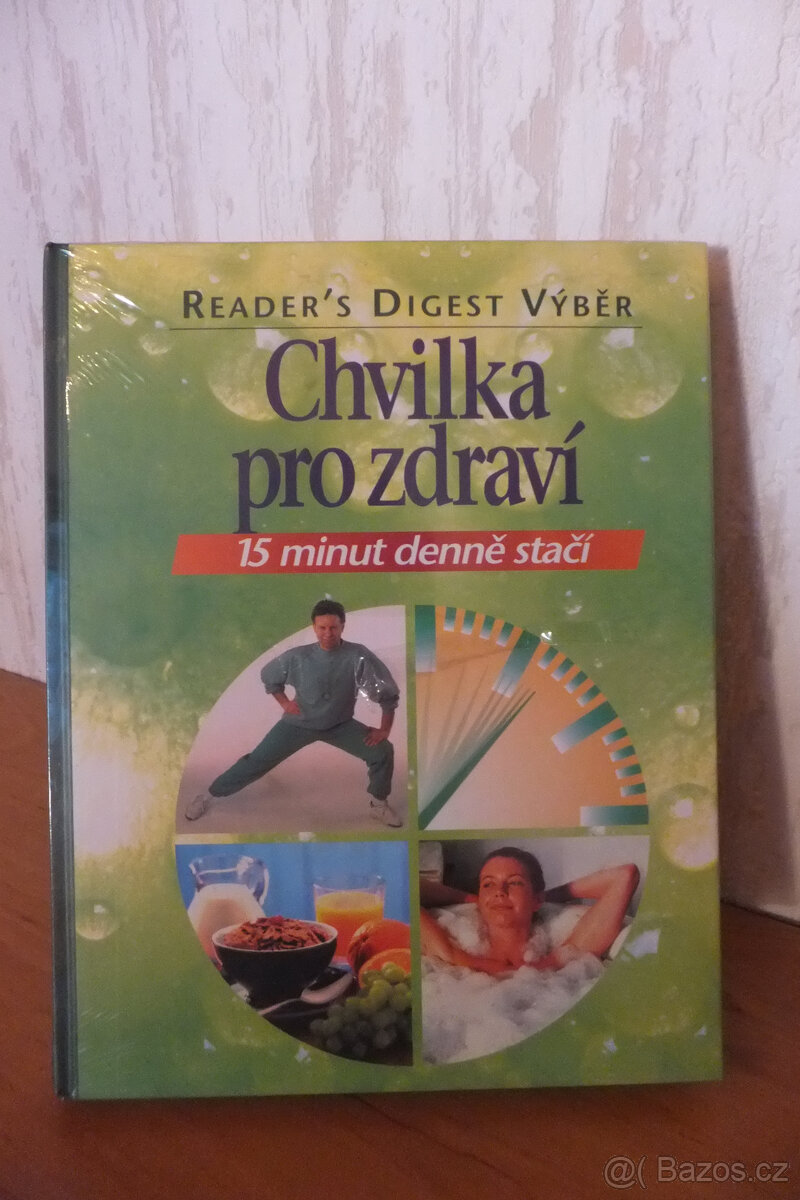 READER'S DIGEST VÝBĚR
Chvilka
pro zdraví
15 minut denně stačí
@( Bazos.cz